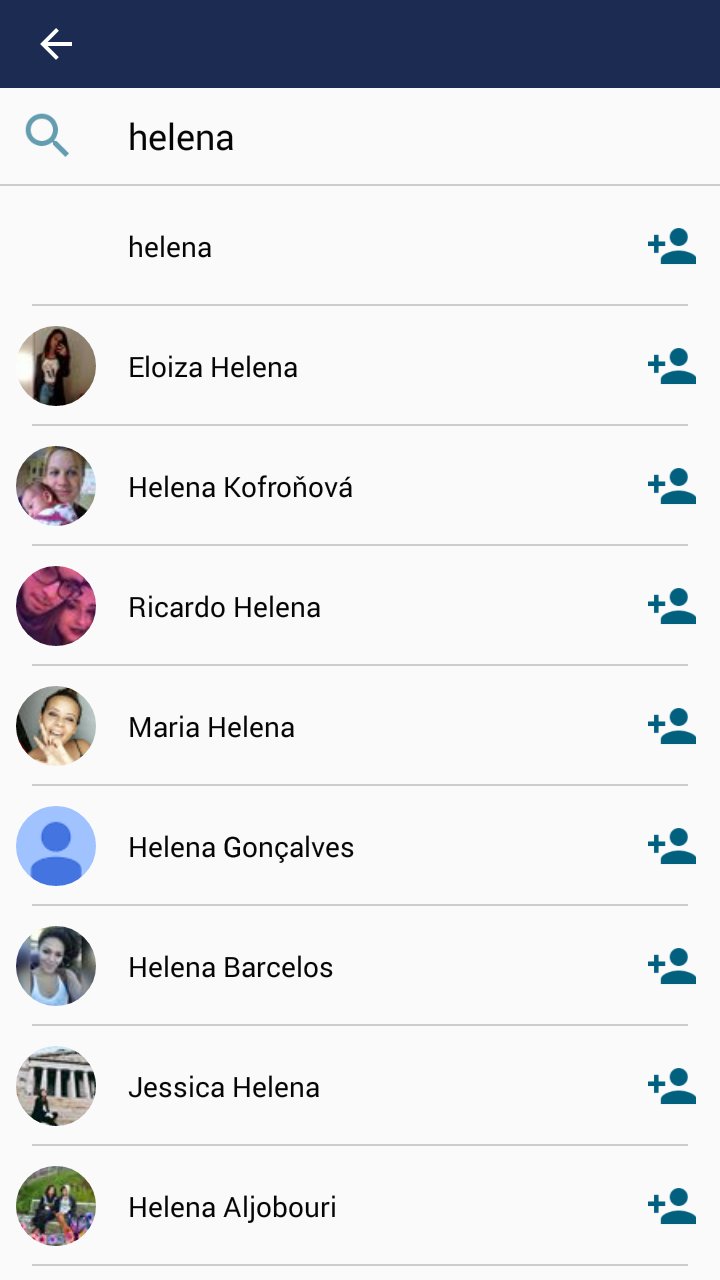 helena
helena
Eloiza Helena
Helena Kofroňová
Ricardo Helena
Maria Helena
Helena Gonçalves
Helena Barcelos
Jessica Helena
Helena Aljobouri